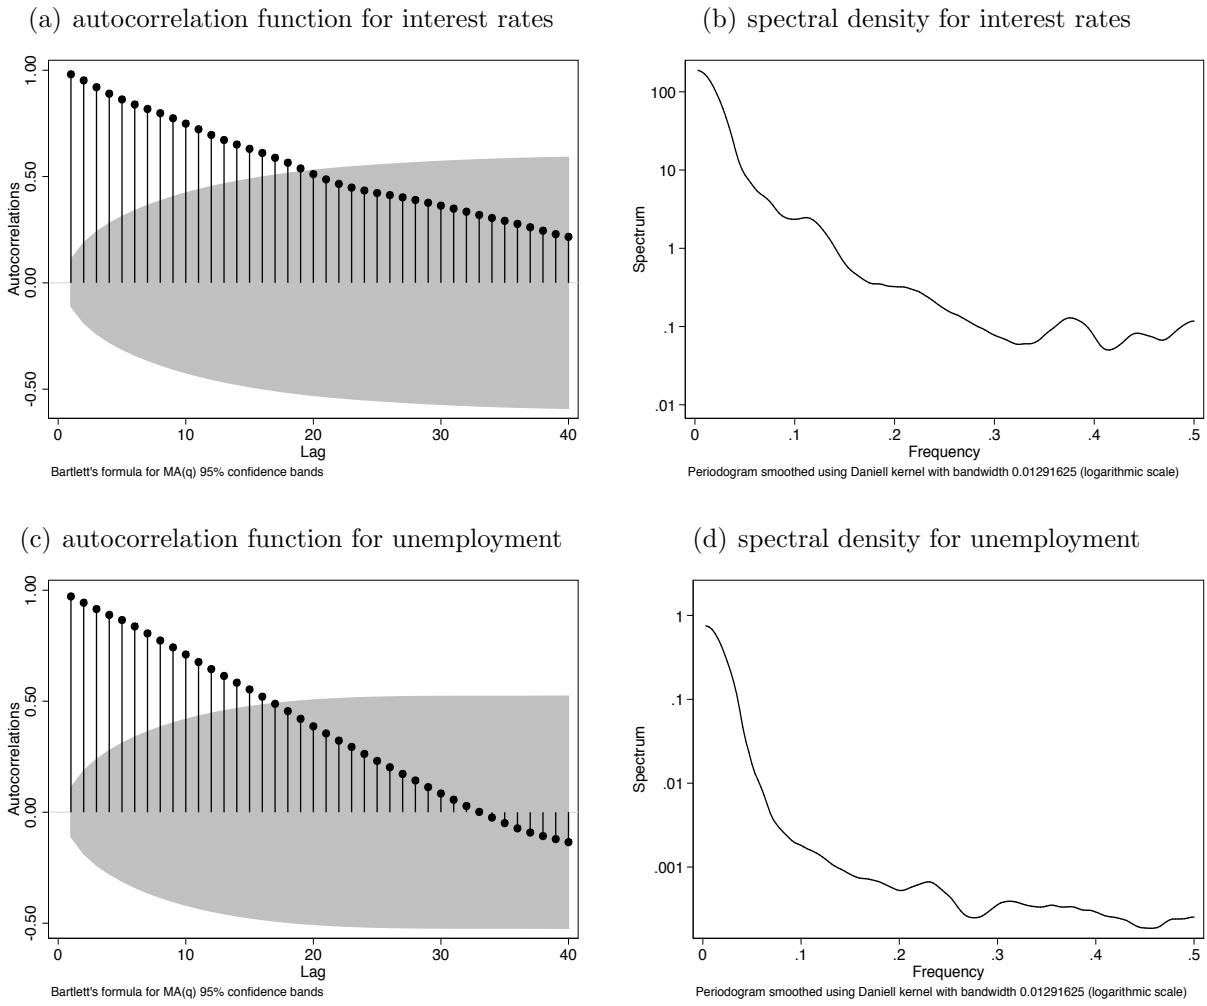 (a) autocorrelation function for interest rates
1.00
0.50
0.00
-0.50
Autocorrelations
0 10 20 30 40
Lag
Bartlett's formula for MA(q) 95% confidence bands
(b) spectral density for interest rates
100
10
1
.1
.01
Spectrum
0 .1 .2 .3 .4 .5
Frequency
Periodogram smoothed using Daniell kernel with bandwidth 0.01291625 (logarithmic scale)
(c) autocorrelation function for unemployment
1.00
0.50
0.00
-0.50
Autocorrelations
0 10 20 30 40
Lag
Bartlett's formula for MA(q) 95% confidence bands
(d) spectral density for unemployment
1
.1
.01
.001
Spectrum
0 .1 .2 .3 .4 .5
Frequency
Periodogram smoothed using Daniell kernel with bandwidth 0.01291625 (logarithmic scale)